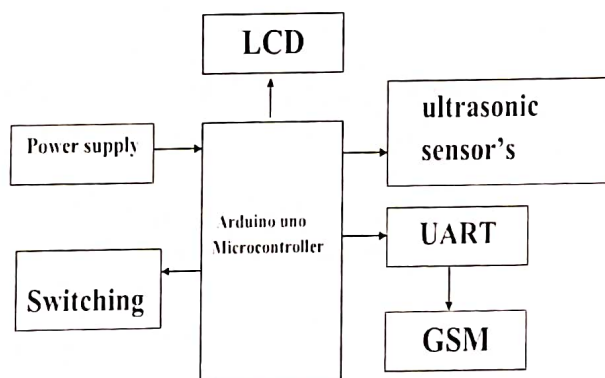 LCD
ultrasonic
sensor's
Power supply
Arduino uno
Microcontroller
UART
Switching
GSM